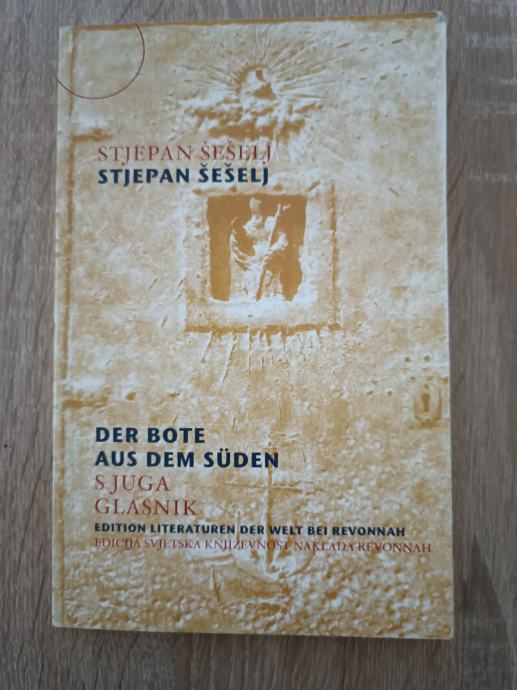 STJEPAN ŠEŠELJ
STJEPAN ŠEŠELJ
DER BOTE
AUS DEM SÜDEN
S JUGA
GLASNIK
EDITION LITERATUREN DER WELT BEI REVONNAH
EDICIJA SVJETSKA KNJIŽEVNOST NAKLADA REVONNAH